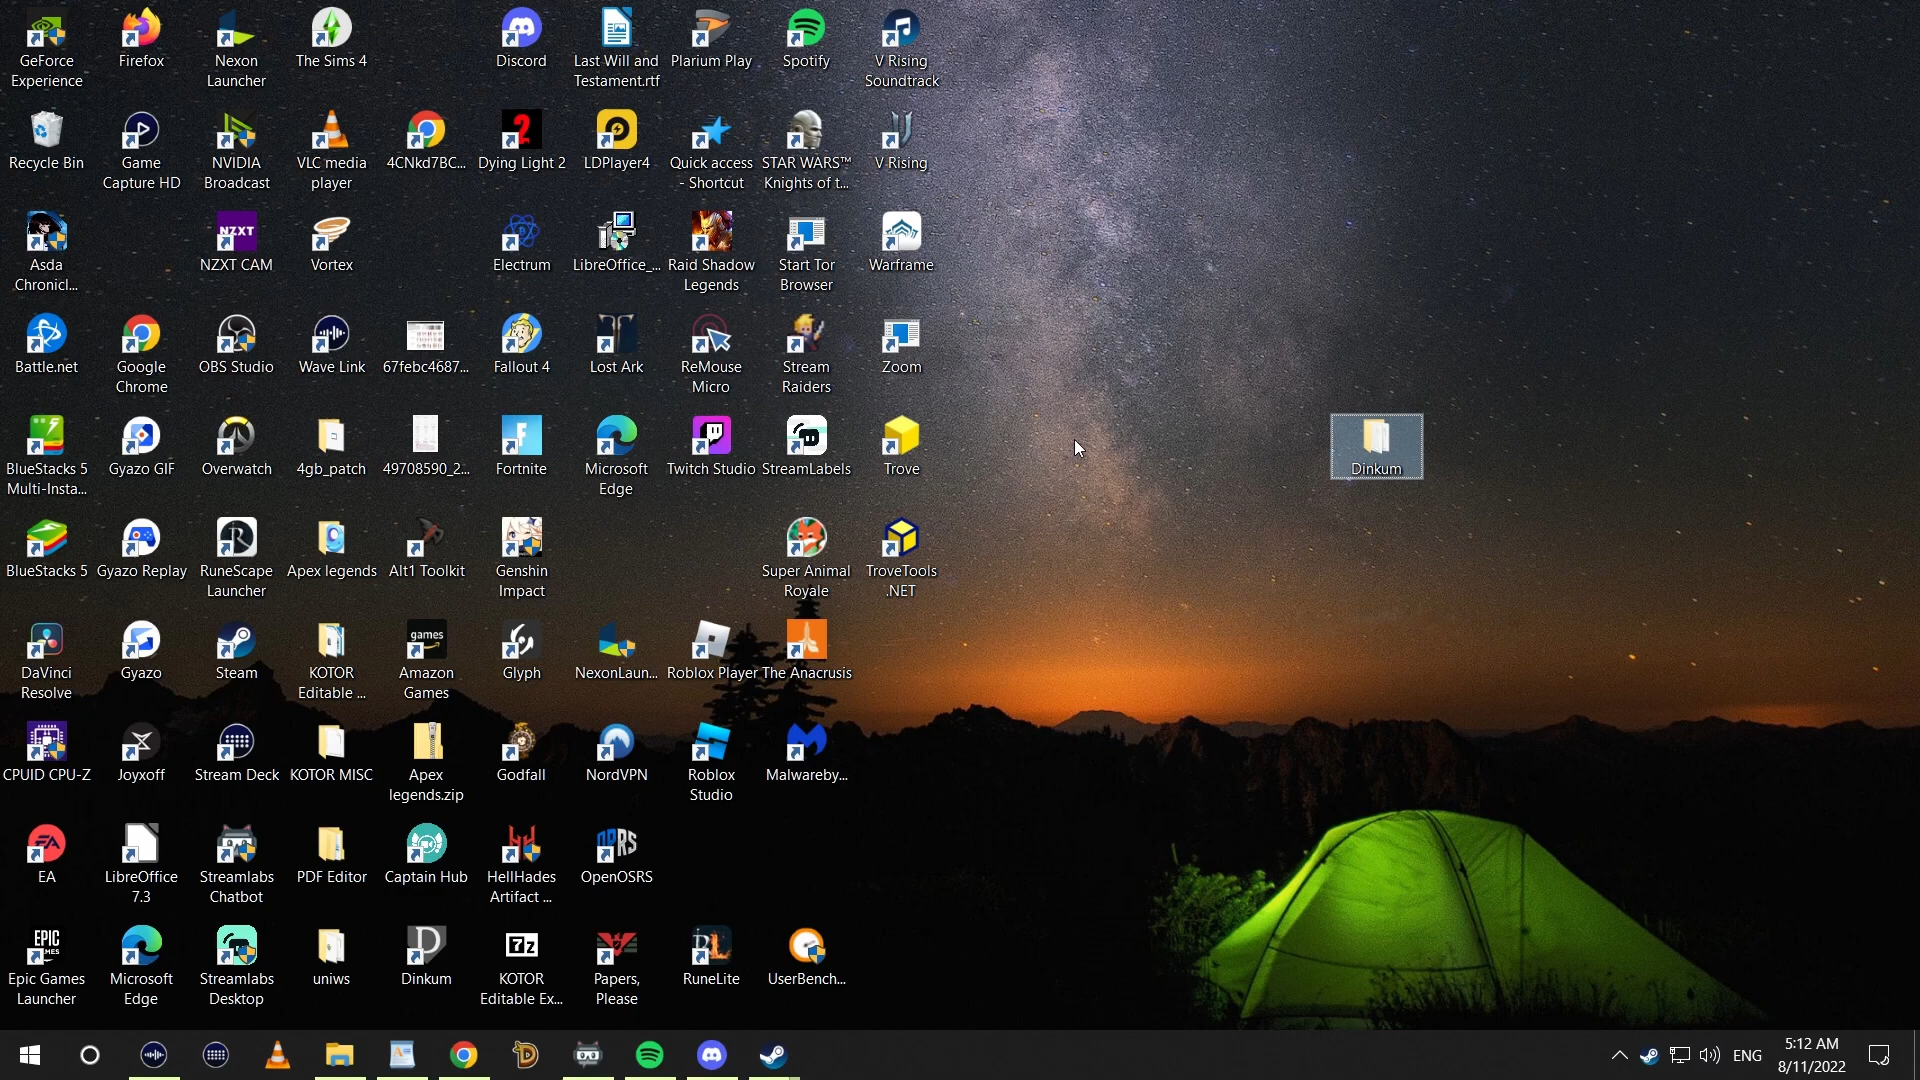 GeForce
Experience
Firefox
Nexon
Launcher
The Sims 4
Discord
Last Will and
Testament.rtf
Plarium Play
Spotify
V Rising
Soundtrack
Recycle Bin
Game
Capture HD
NVIDIA
Broadcast
VLC media
player
4CNkd7BC...
Dying Light 2
LDPlayer4
Quick access
- Shortcut
STAR WARS™
Knights of t...
V Rising
Asda
Chronicl...
NZXT
NZXT CAM
Vortex
Electrum
LibreOffice_...
Raid Shadow
Legends
Start Tor
Browser
Warframe
Battle.net
Google
Chrome
OBS Studio
Wave Link
67febc4687...
Fallout 4
Lost Ark
ReMouse
Micro
Stream
Raiders
Zoom
BlueStacks 5
Multi-Insta...
Gyazo GIF
Overwatch
4gb_patch
49708590_2...
Fortnite
Microsoft
Edge
Twitch Studio
StreamLabels
Trove
Dinkum
BlueStacks 5
Gyazo Replay
RuneScape
Launcher
Apex legends
Alt1 Toolkit
Genshin
Impact
Super Animal
Royale
TroveTools
.NET
DaVinci
Resolve
Gyazo
Steam
KOTOR
Editable ...
games
Amazon
Games
Glyph
NexonLaun...
Roblox Player
The Anacrusis
CPUID CPU-Z
Joyxoff
Stream Deck
KOTOR MISC
Apex
legends.zip
Godfall
NordVPN
Roblox
Studio
Malwareby...
EA
EA
LibreOffice
7.3
Streamlabs
Chatbot
PDF Editor
Captain Hub
HellHades
Artifact ...
OPRS
OpenOSRS
EPIC
GAMES
Epic Games
Launcher
Microsoft
Edge
Streamlabs
Desktop
uniws
D
Dinkum
7z
KOTOR
Editable Ex...
Papers,
Please
RL
RuneLite
UserBench...
ENG
5:12 AM
8/11/2022